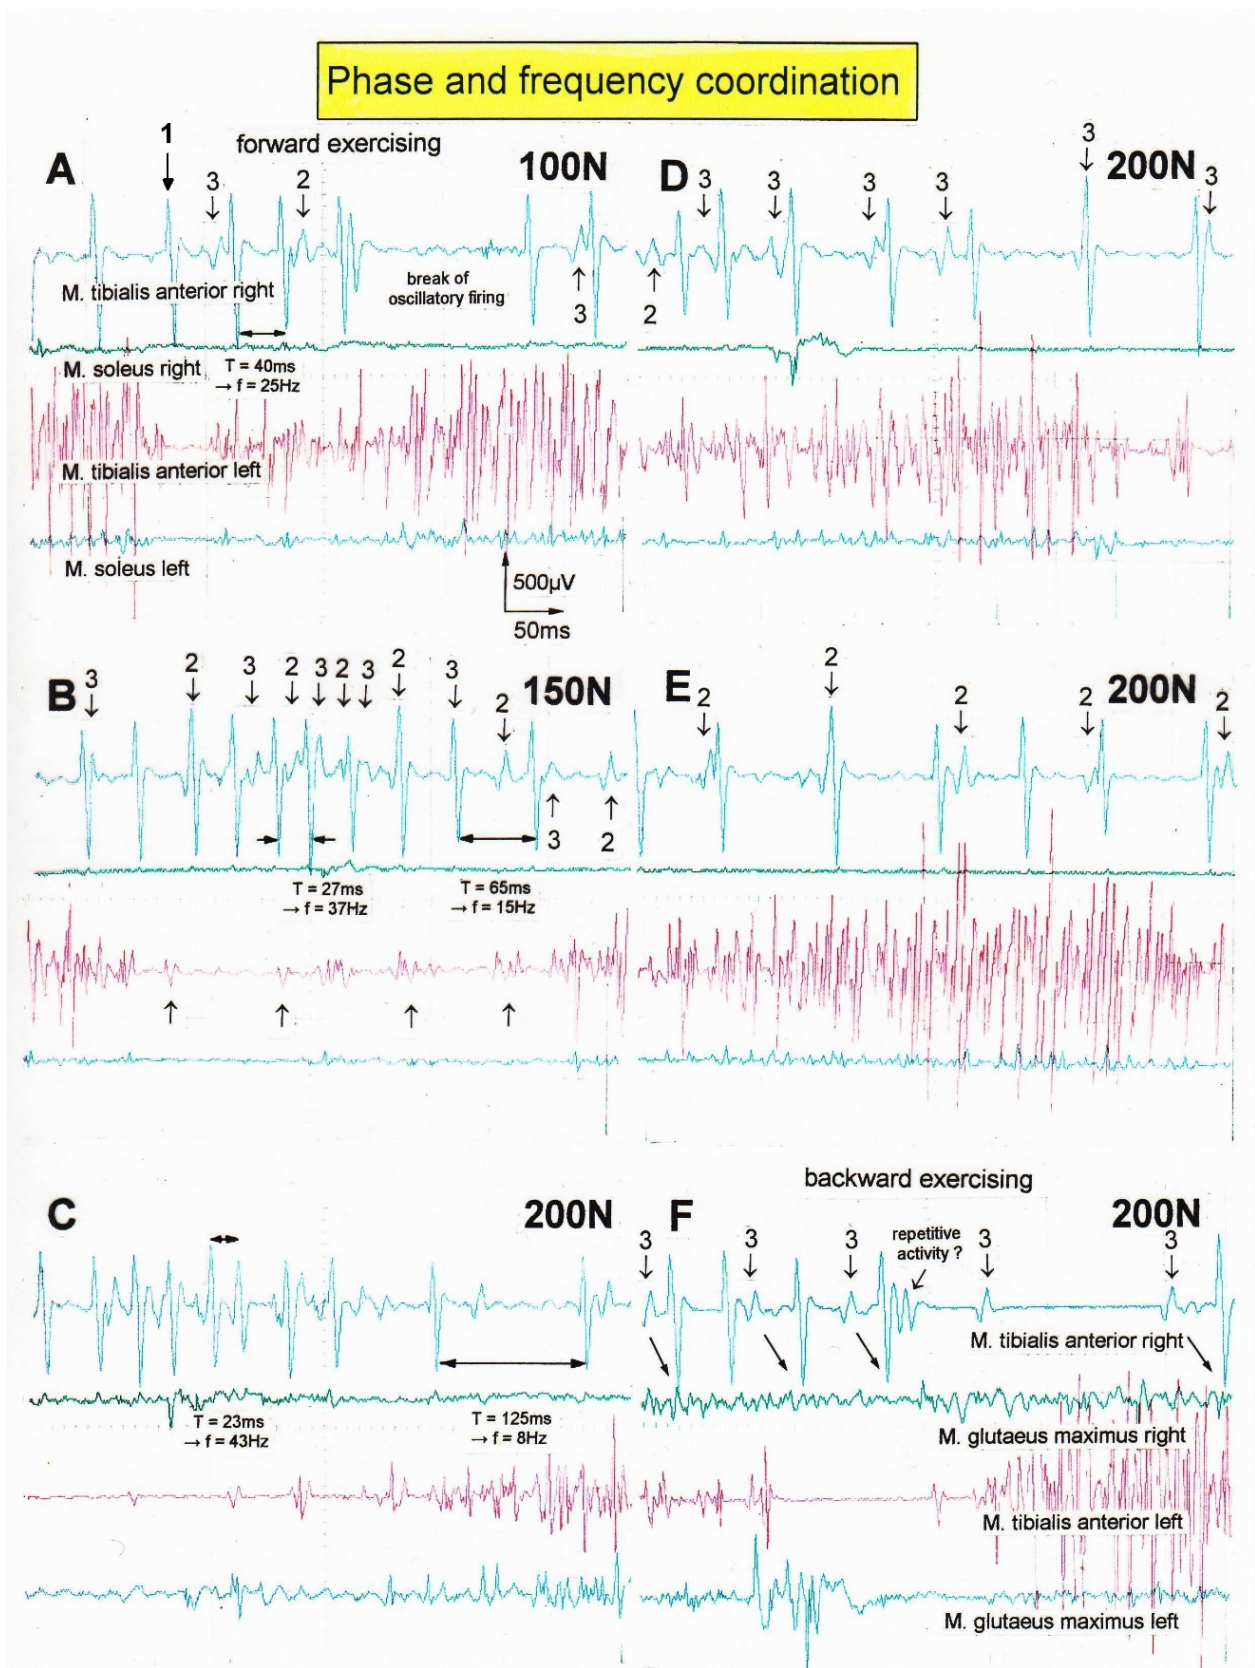 Phase and frequency coordination
A
1
forward exercising
100N
3
2
M. tibialis anterior right
break of
oscillatory firing
3
M. soleus right
T = 40ms
→ f = 25Hz
M. tibialis anterior left
M. soleus left
500µV
50ms
D
3
3
3
3
3
200N
3
2
B
3
2
3
2
3
2
3
2
3
2
150N
3
2
T = 27ms
→ f = 37Hz
T = 65ms
→ f = 15Hz
E
2
2
2
2
200N
2
C
200N
T = 23ms
→ f = 43Hz
T = 125ms
→ f = 8Hz
backward exercising
F
200N
3
3
3
repetitive
activity ?
3
3
M. tibialis anterior right
M. glutaeus maximus right
M. tibialis anterior left
M. glutaeus maximus left